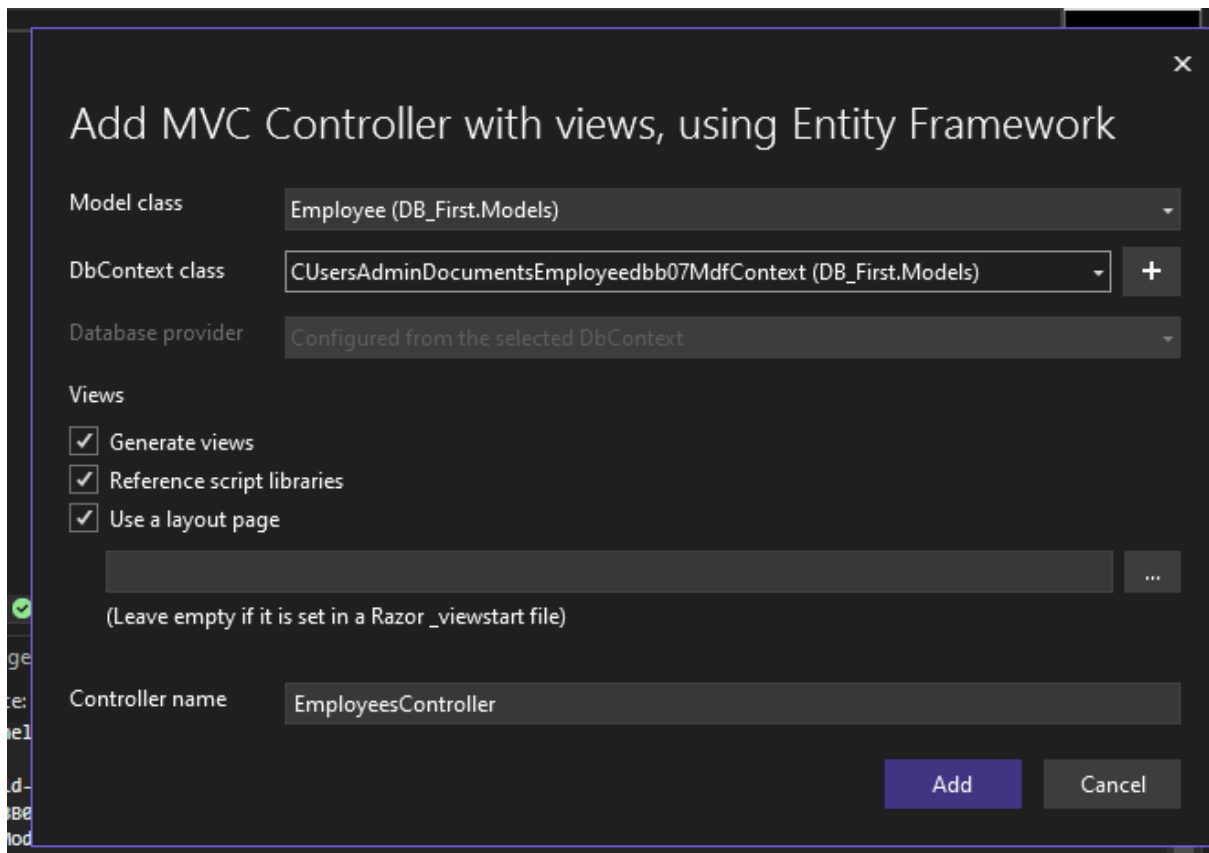 Add MVC Controller with views, using Entity Framework
Model class
Employee (DB_First.Models)
DbContext class
CUsersAdminDocumentsEmployeedbb07MdfContext (DB_First.Models)
+
Database provider
Configured from the selected DbContext
Views
Generate views
Reference script libraries
Use a layout page
...
(Leave empty if it is set in a Razor _viewstart file)
Controller name
EmployeesController
Add Cancel